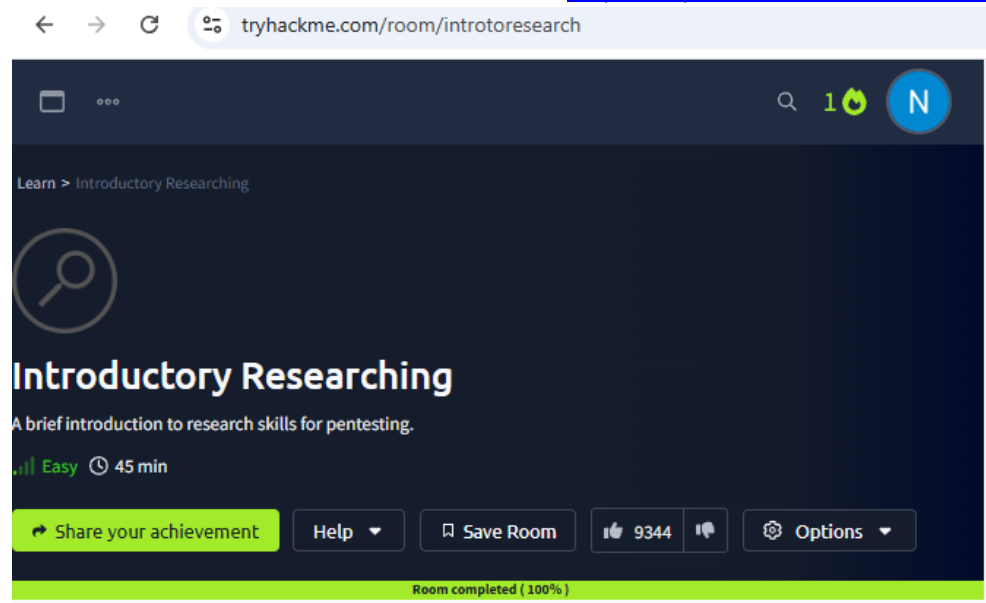 tryhackme.com/room/introtoresearch
1
N
Learn > Introductory Researching
Introductory Researching
A brief introduction to research skills for pentesting.
Easy 45 min
Share your achievement Help Save Room 9344 Options
Room completed ( 100% )